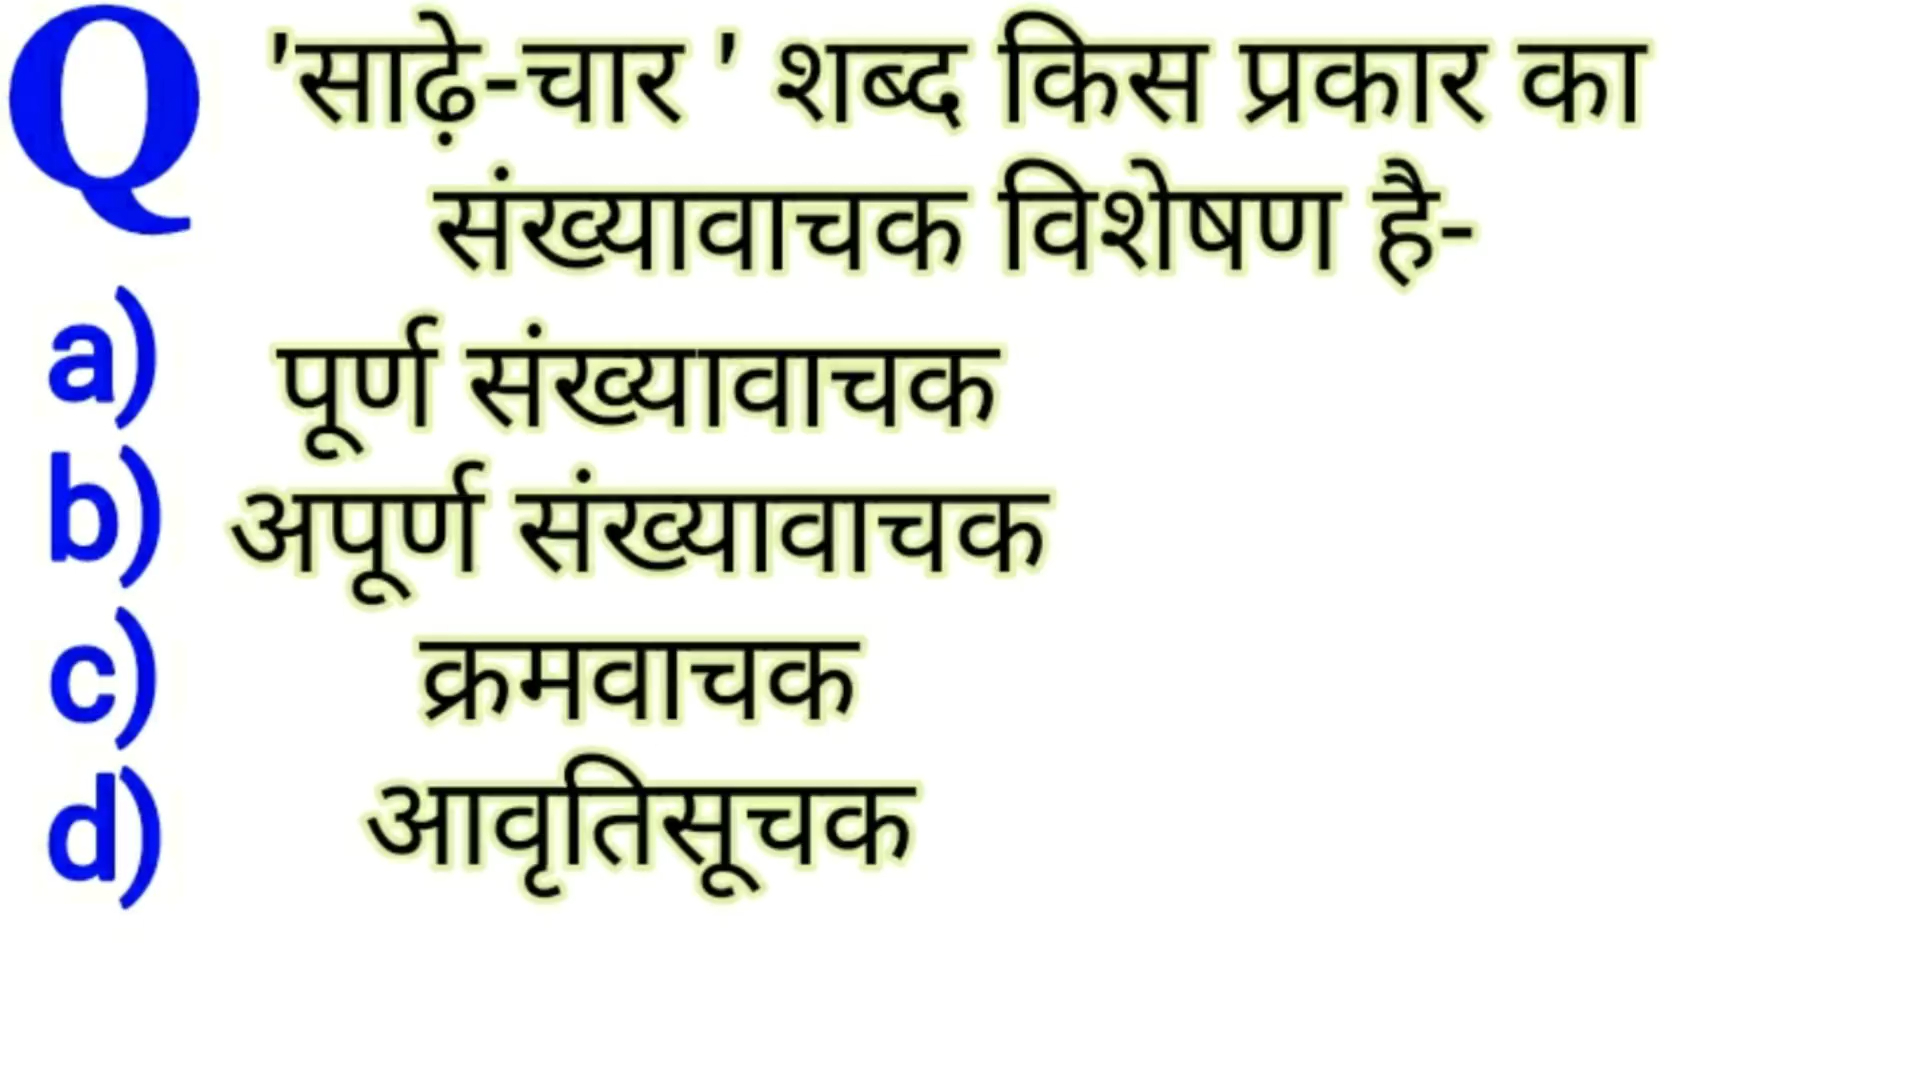 Q 'साढ़े-चार ' शब्द किस प्रकार का
संख्यावाचक विशेषण है-
a) पूर्ण संख्यावाचक
b) अपूर्ण संख्यावाचक
c) क्रमवाचक
d) आवृतिसूचक